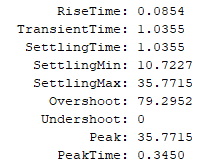 RiseTime: 0.0854
TransientTime: 1.0355
SettlingTime: 1.0355
SettlingMin: 10.7227
SettlingMax: 35.7715
Overshoot: 79.2952
Undershoot: 0
Peak: 35.7715
PeakTime: 0.3450